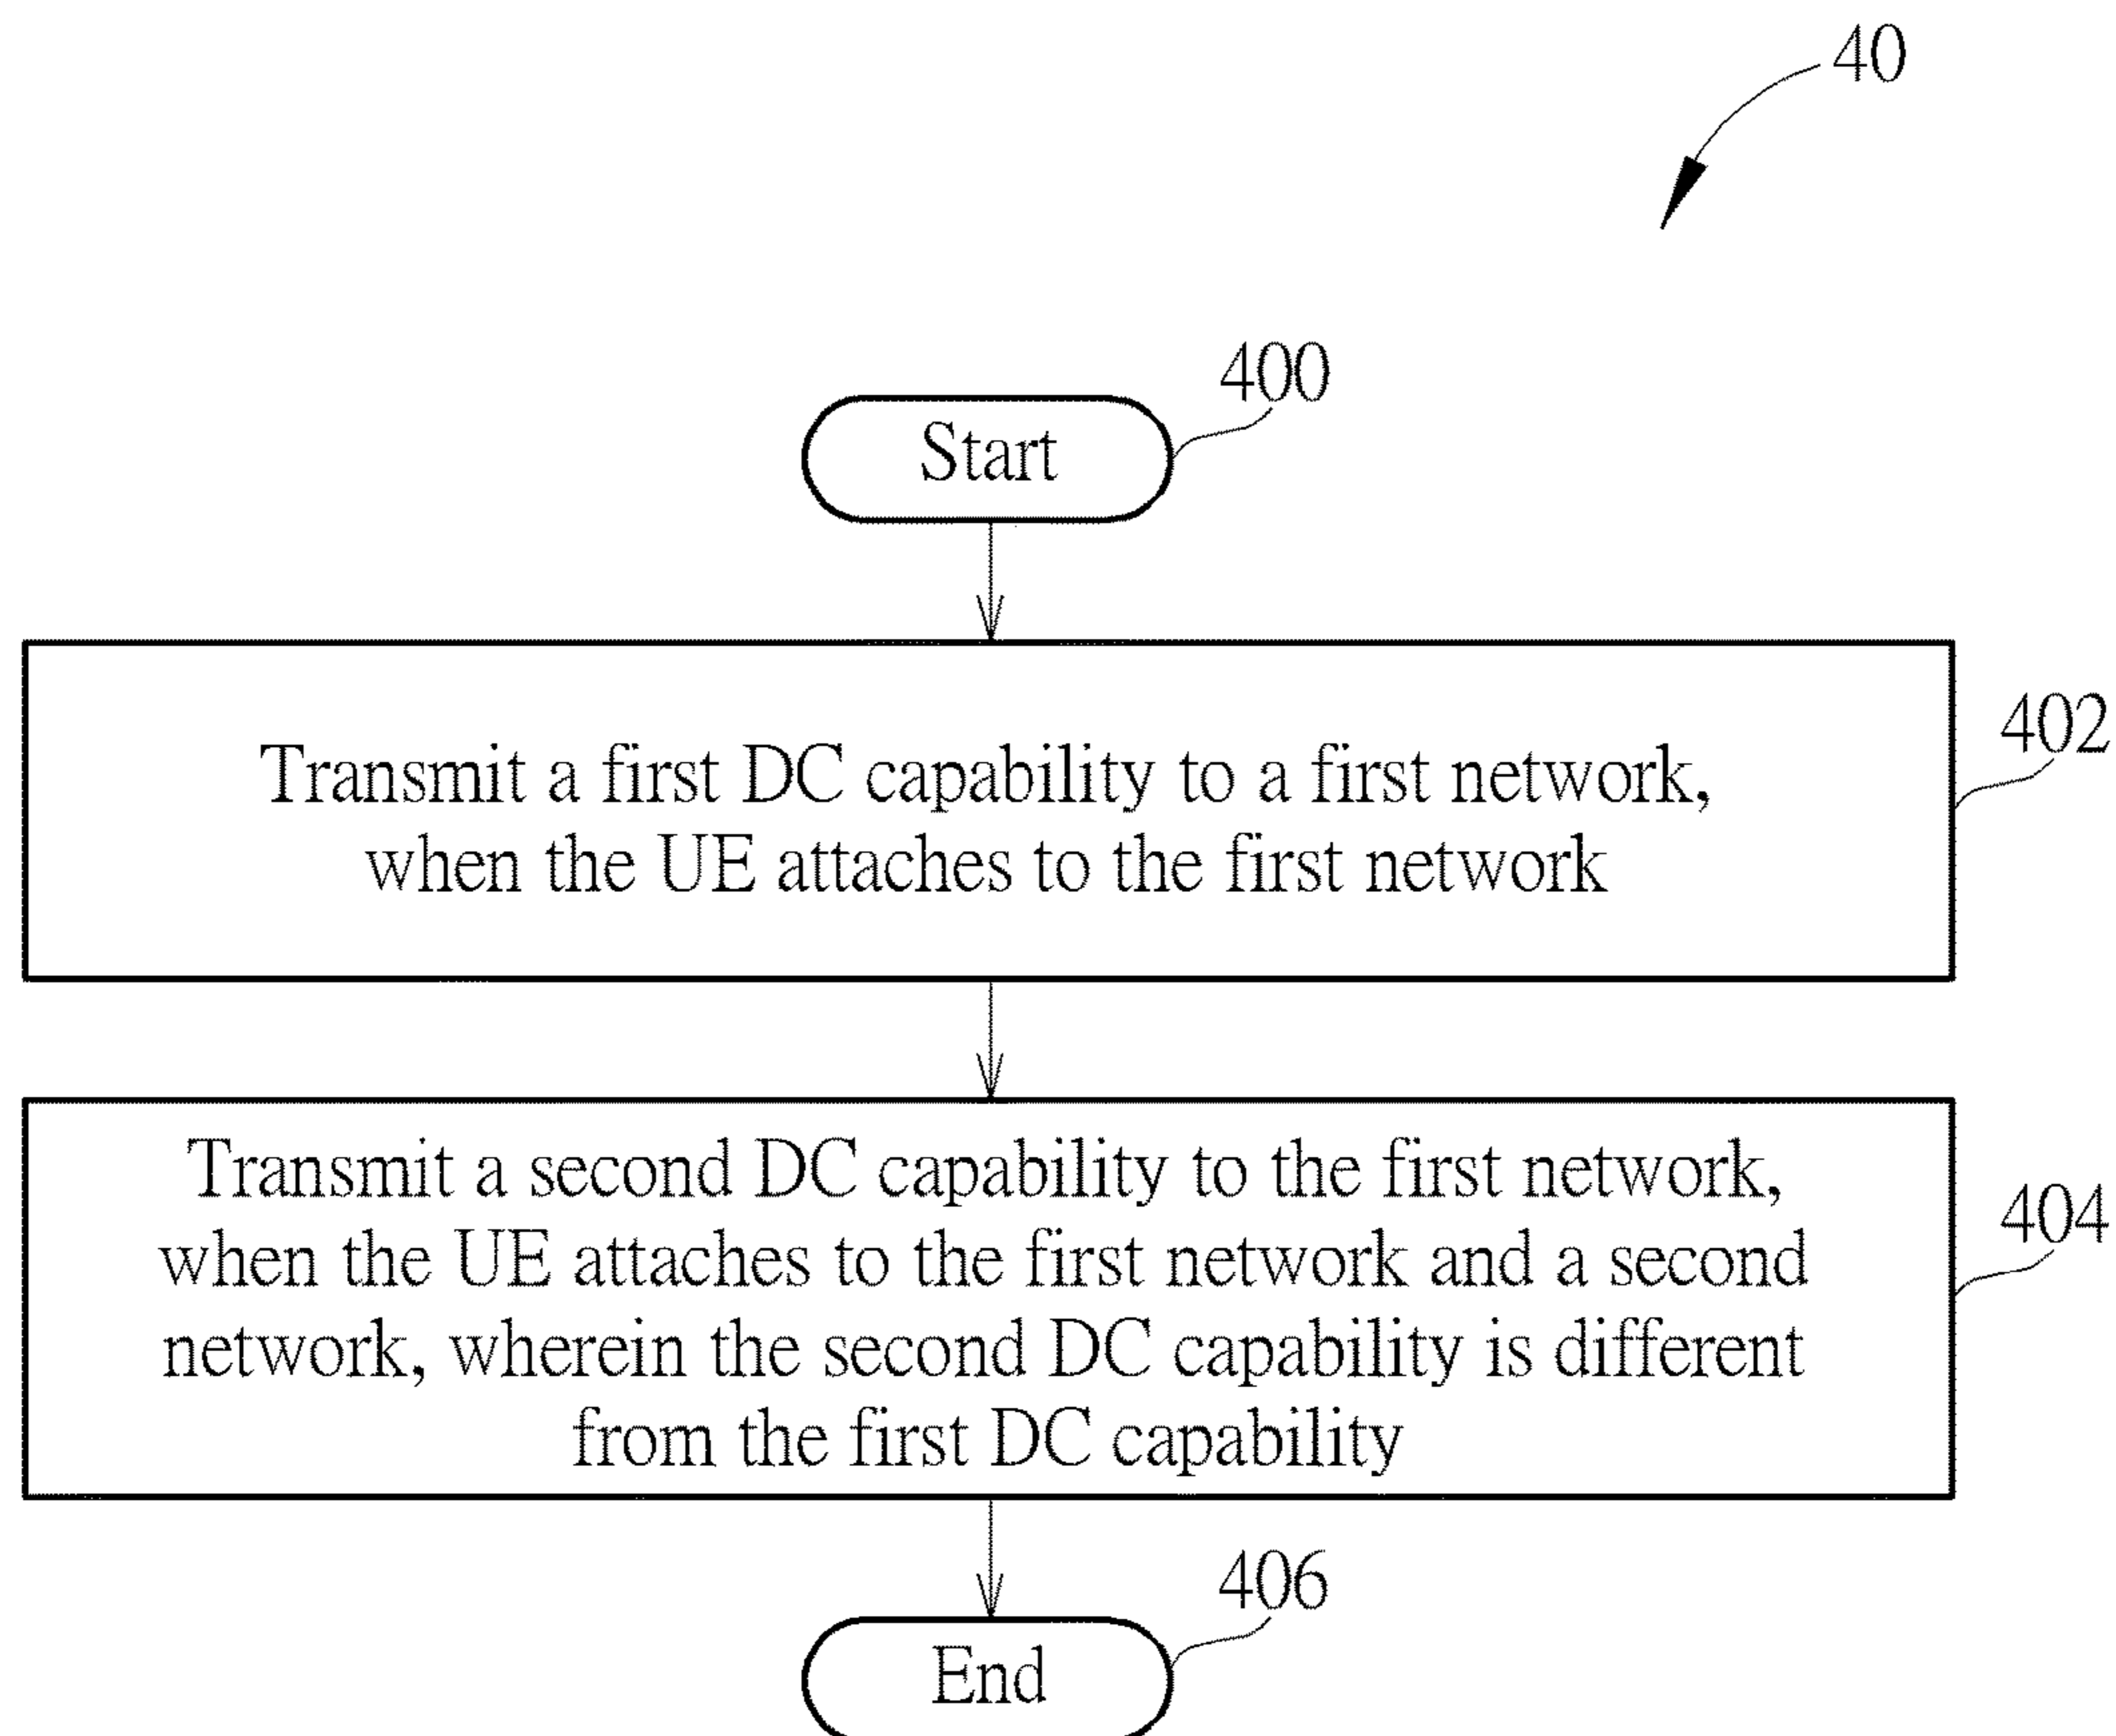 40
400
Start
402
Transmit a first DC capability to a first network,
when the UE attaches to the first network
404
Transmit a second DC capability to the first network,
when the UE attaches to the first network and a second
network, wherein the second DC capability is different
from the first DC capability
406
End